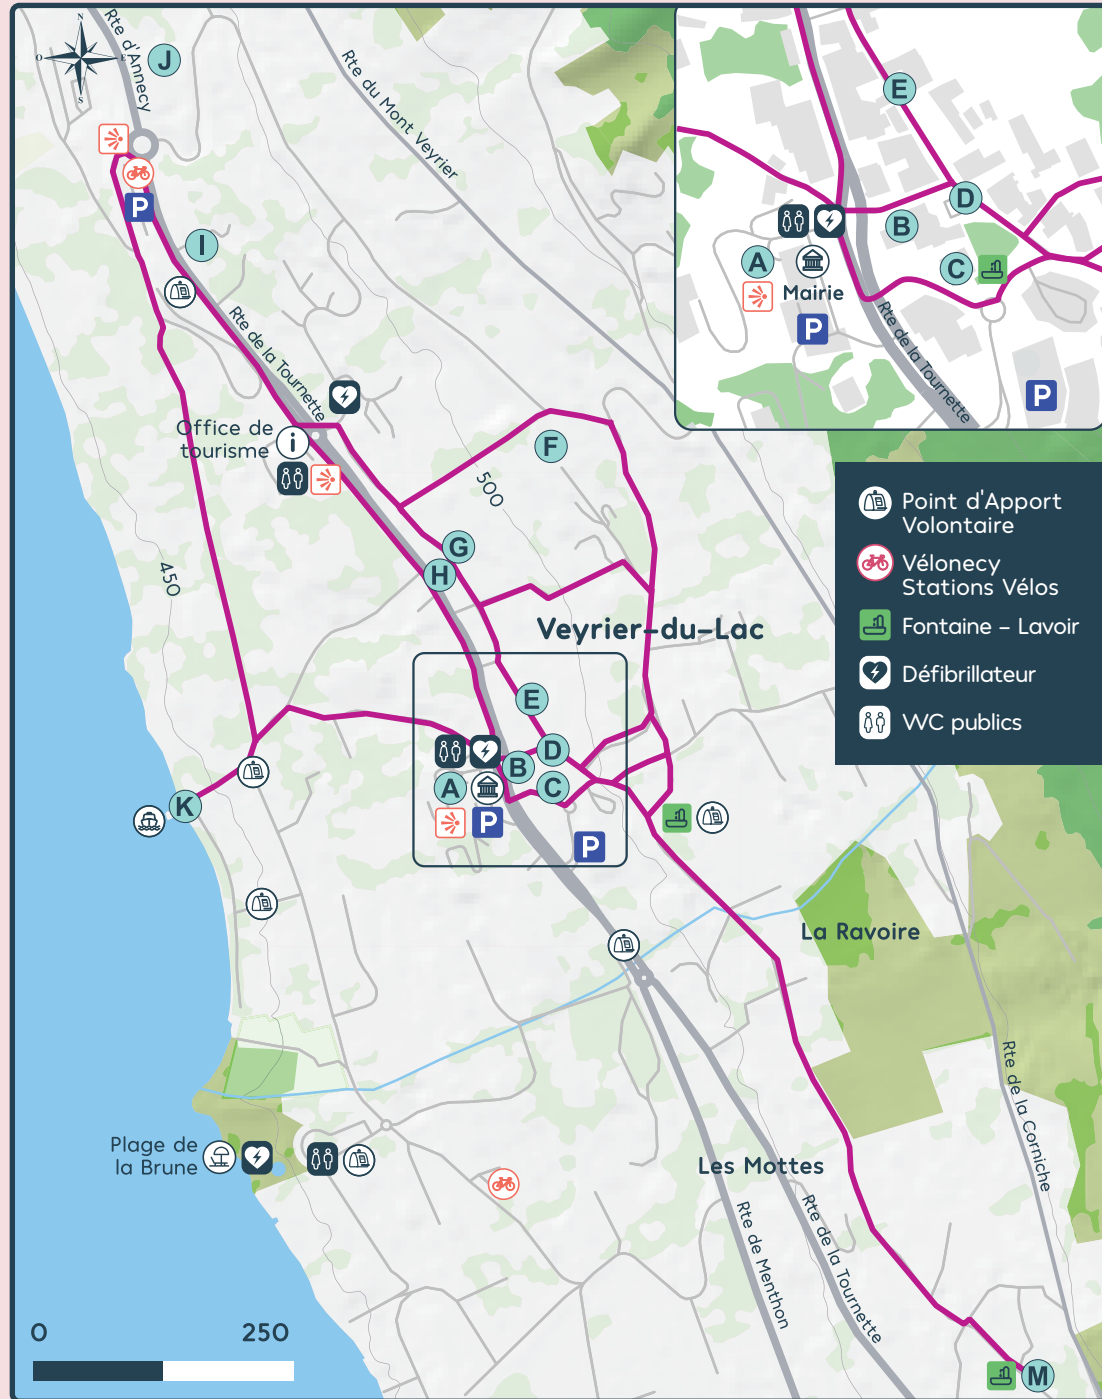 N
O
E
S
Rte d'Annecy
J
Rte du Mont Veyrier
P
I
Rte de la Tournette
Office de
tourisme
i
F
500
G
H
450
Veyrier-du-Lac
E
D
B
C
A
P
P
K
La Ravoire
Plage de
la Brune
Les Mottes
Rte de la Corniche
Rte de Menthon
Rte de la Tournette
M
0 250
E
D
B
C
A
Mairie
P
Rte de la Tournette
P
Point d'Apport
Volontaire
Vélonecy
Stations Vélos
Fontaine - Lavoir
Défibrillateur
WC publics